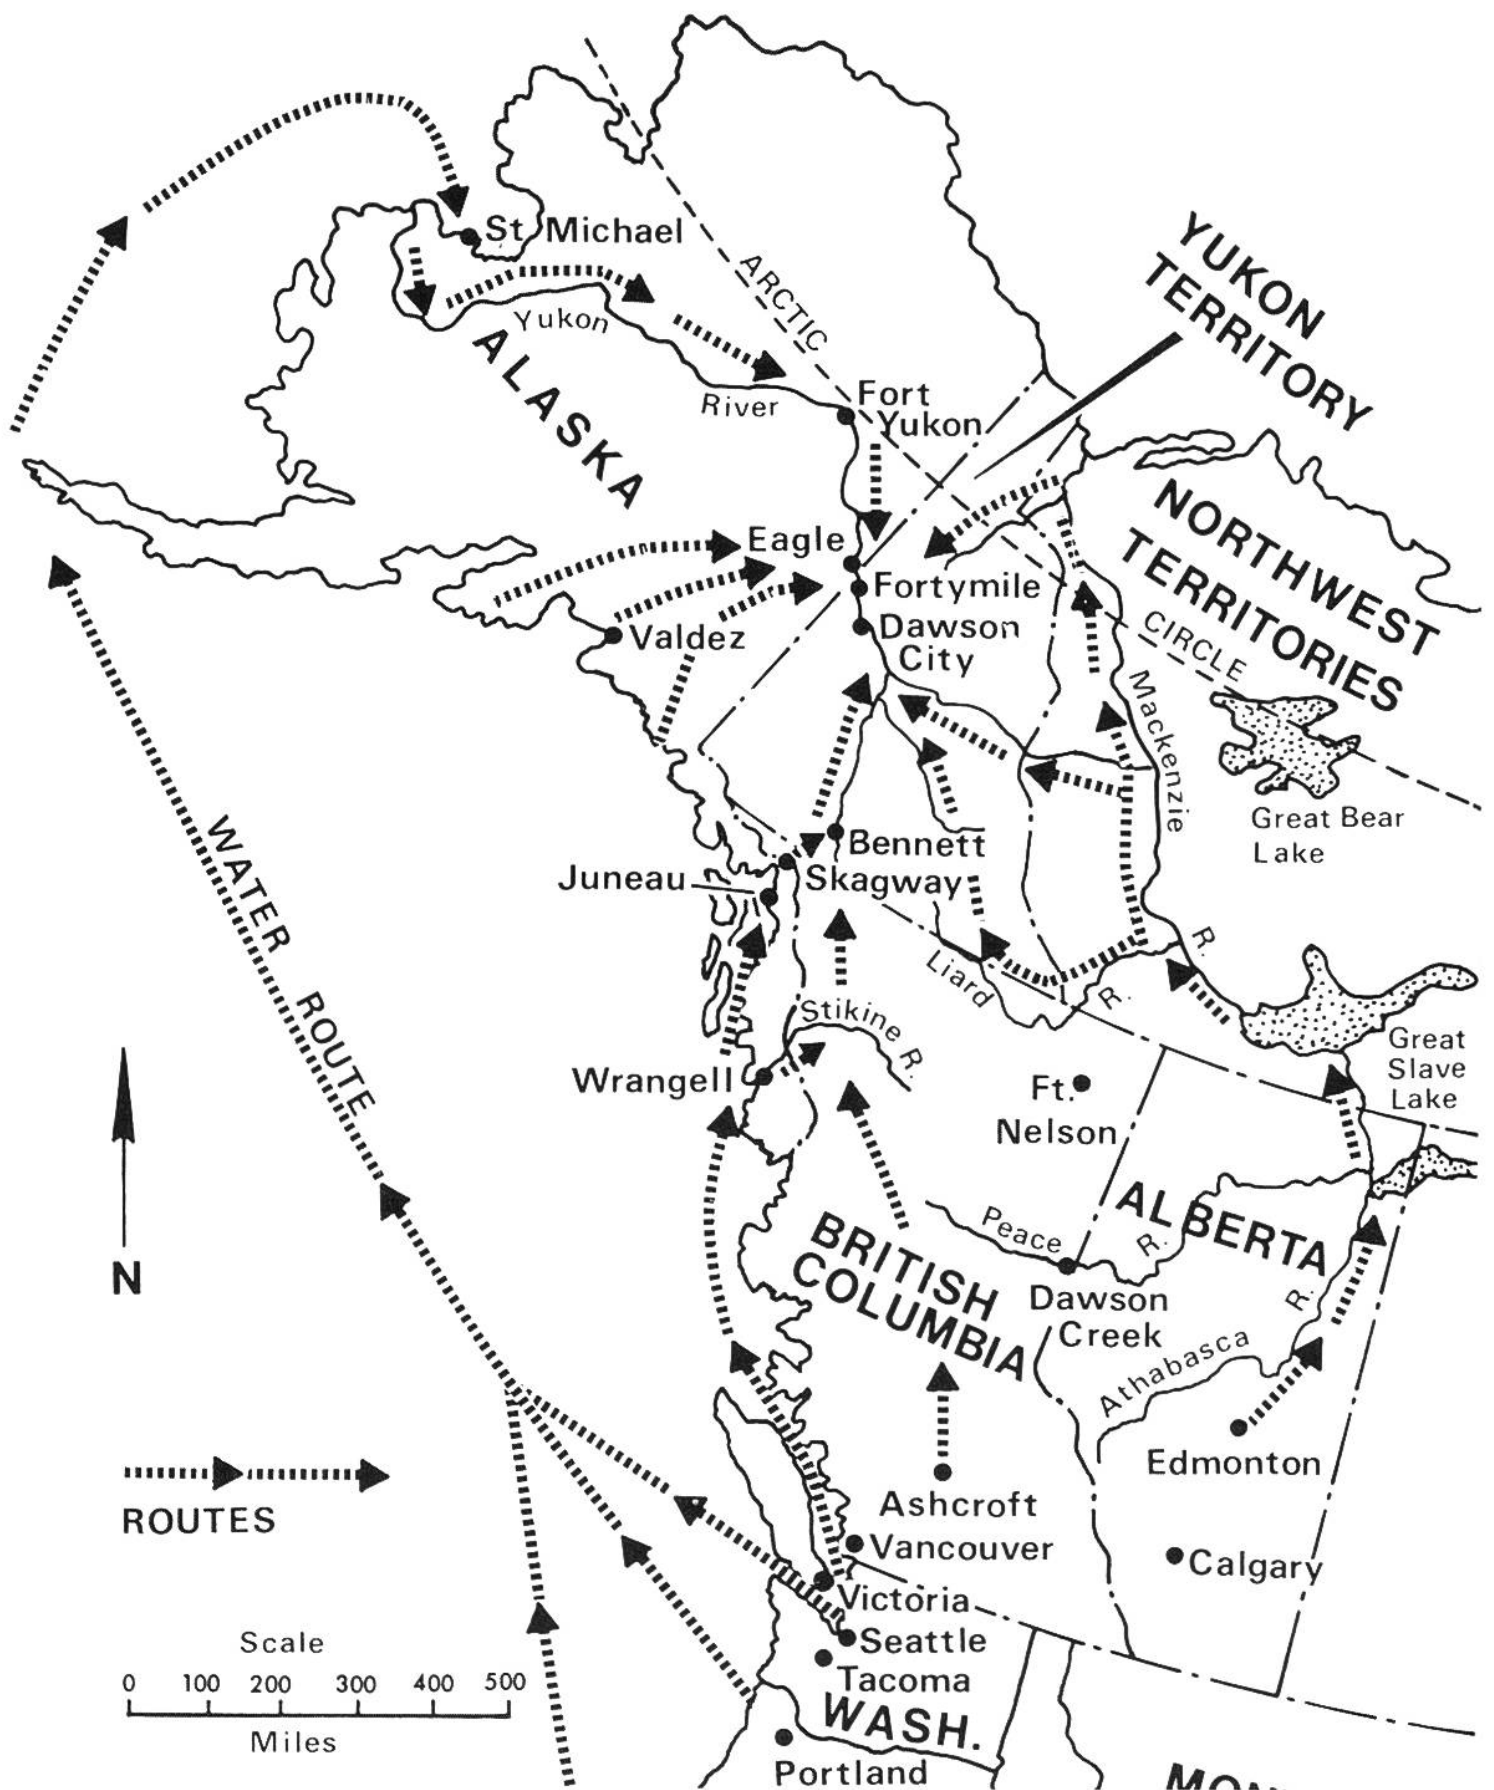 St. Michael
ARCTIC
YUKON
TERRITORY
Yukon
ALASKA
River
Fort
Yukon
NORTHWEST
TERRITORIES
Eagle
Fortymile
Dawson
City
Valdez
CIRCLE
Mackenzie
R.
Great Bear
Lake
WATER ROUTE
Bennett
Skagway
Juneau
Liard
R.
Stikine R.
Great
Slave
Lake
Wrangell
Ft.
Nelson
N
ALBERTA
Peace
R.
BRITISH
COLUMBIA
Dawson
Creek
Athabasca
R.
Edmonton
Ashcroft
ROUTES
Vancouver
Calgary
Victoria
Seattle
Tacoma
Scale
0 100 200 300 400 500
Miles
WASH.
Portland